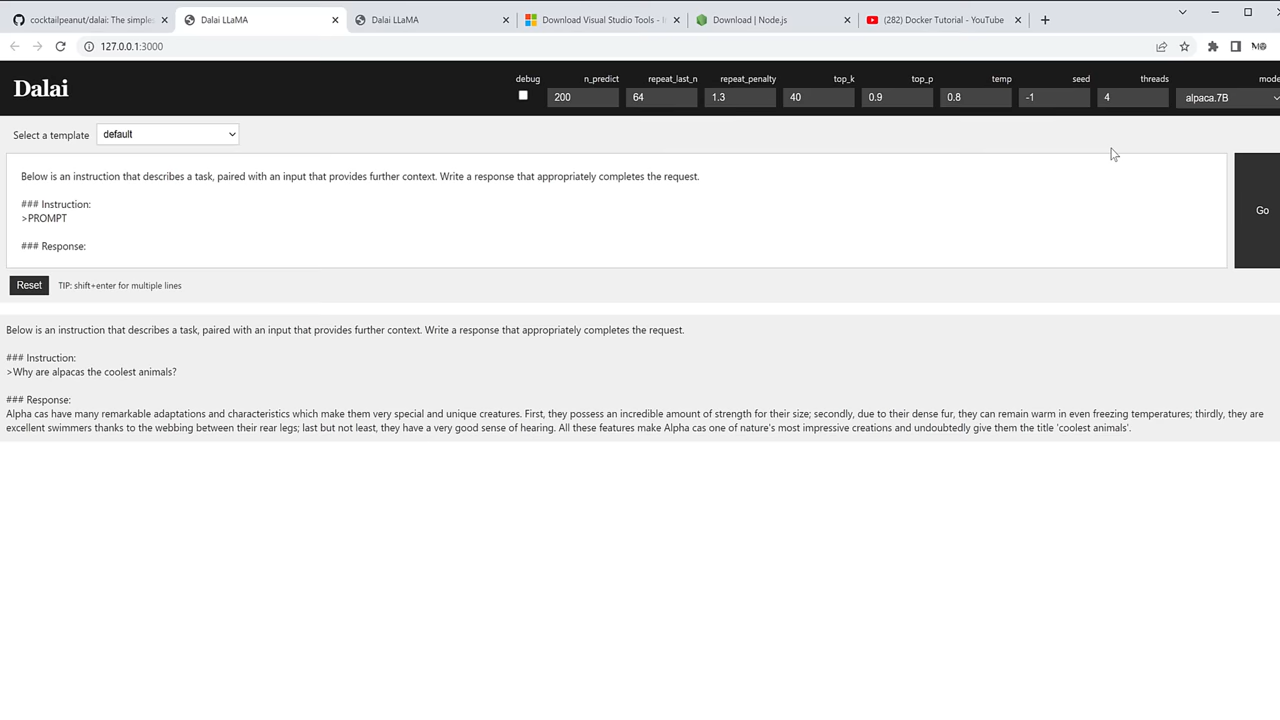 cocktailpeanut/dalai: The simples
Dalai LLaMA
Dalai LLaMA
Download Visual Studio Tools - I
Download | Node.js
(282) Docker Tutorial - YouTube
127.0.0.1:3000
Dalai
debug n_predict repeat_last_n repeat_penalty top_k top_p temp seed threads mode
200 64 1.3 40 0.9 0.8 -1 4 alpaca.7B
Select a template default
Below is an instruction that describes a task, paired with an input that provides further context. Write a response that appropriately completes the request.
### Instruction:
>PROMPT
### Response:
Go
Reset TIP: shift+enter for multiple lines
Below is an instruction that describes a task, paired with an input that provides further context. Write a response that appropriately completes the request.
### Instruction:
>Why are alpacas the coolest animals?
### Response:
Alpha cas have many remarkable adaptations and characteristics which make them very special and unique creatures. First, they possess an incredible amount of strength for their size; secondly, due to their dense fur, they can remain warm in even freezing temperatures; thirdly, they are
excellent swimmers thanks to the webbing between their rear legs; last but not least, they have a very good sense of hearing. All these features make Alpha cas one of nature's most impressive creations and undoubtedly give them the title 'coolest animals'.